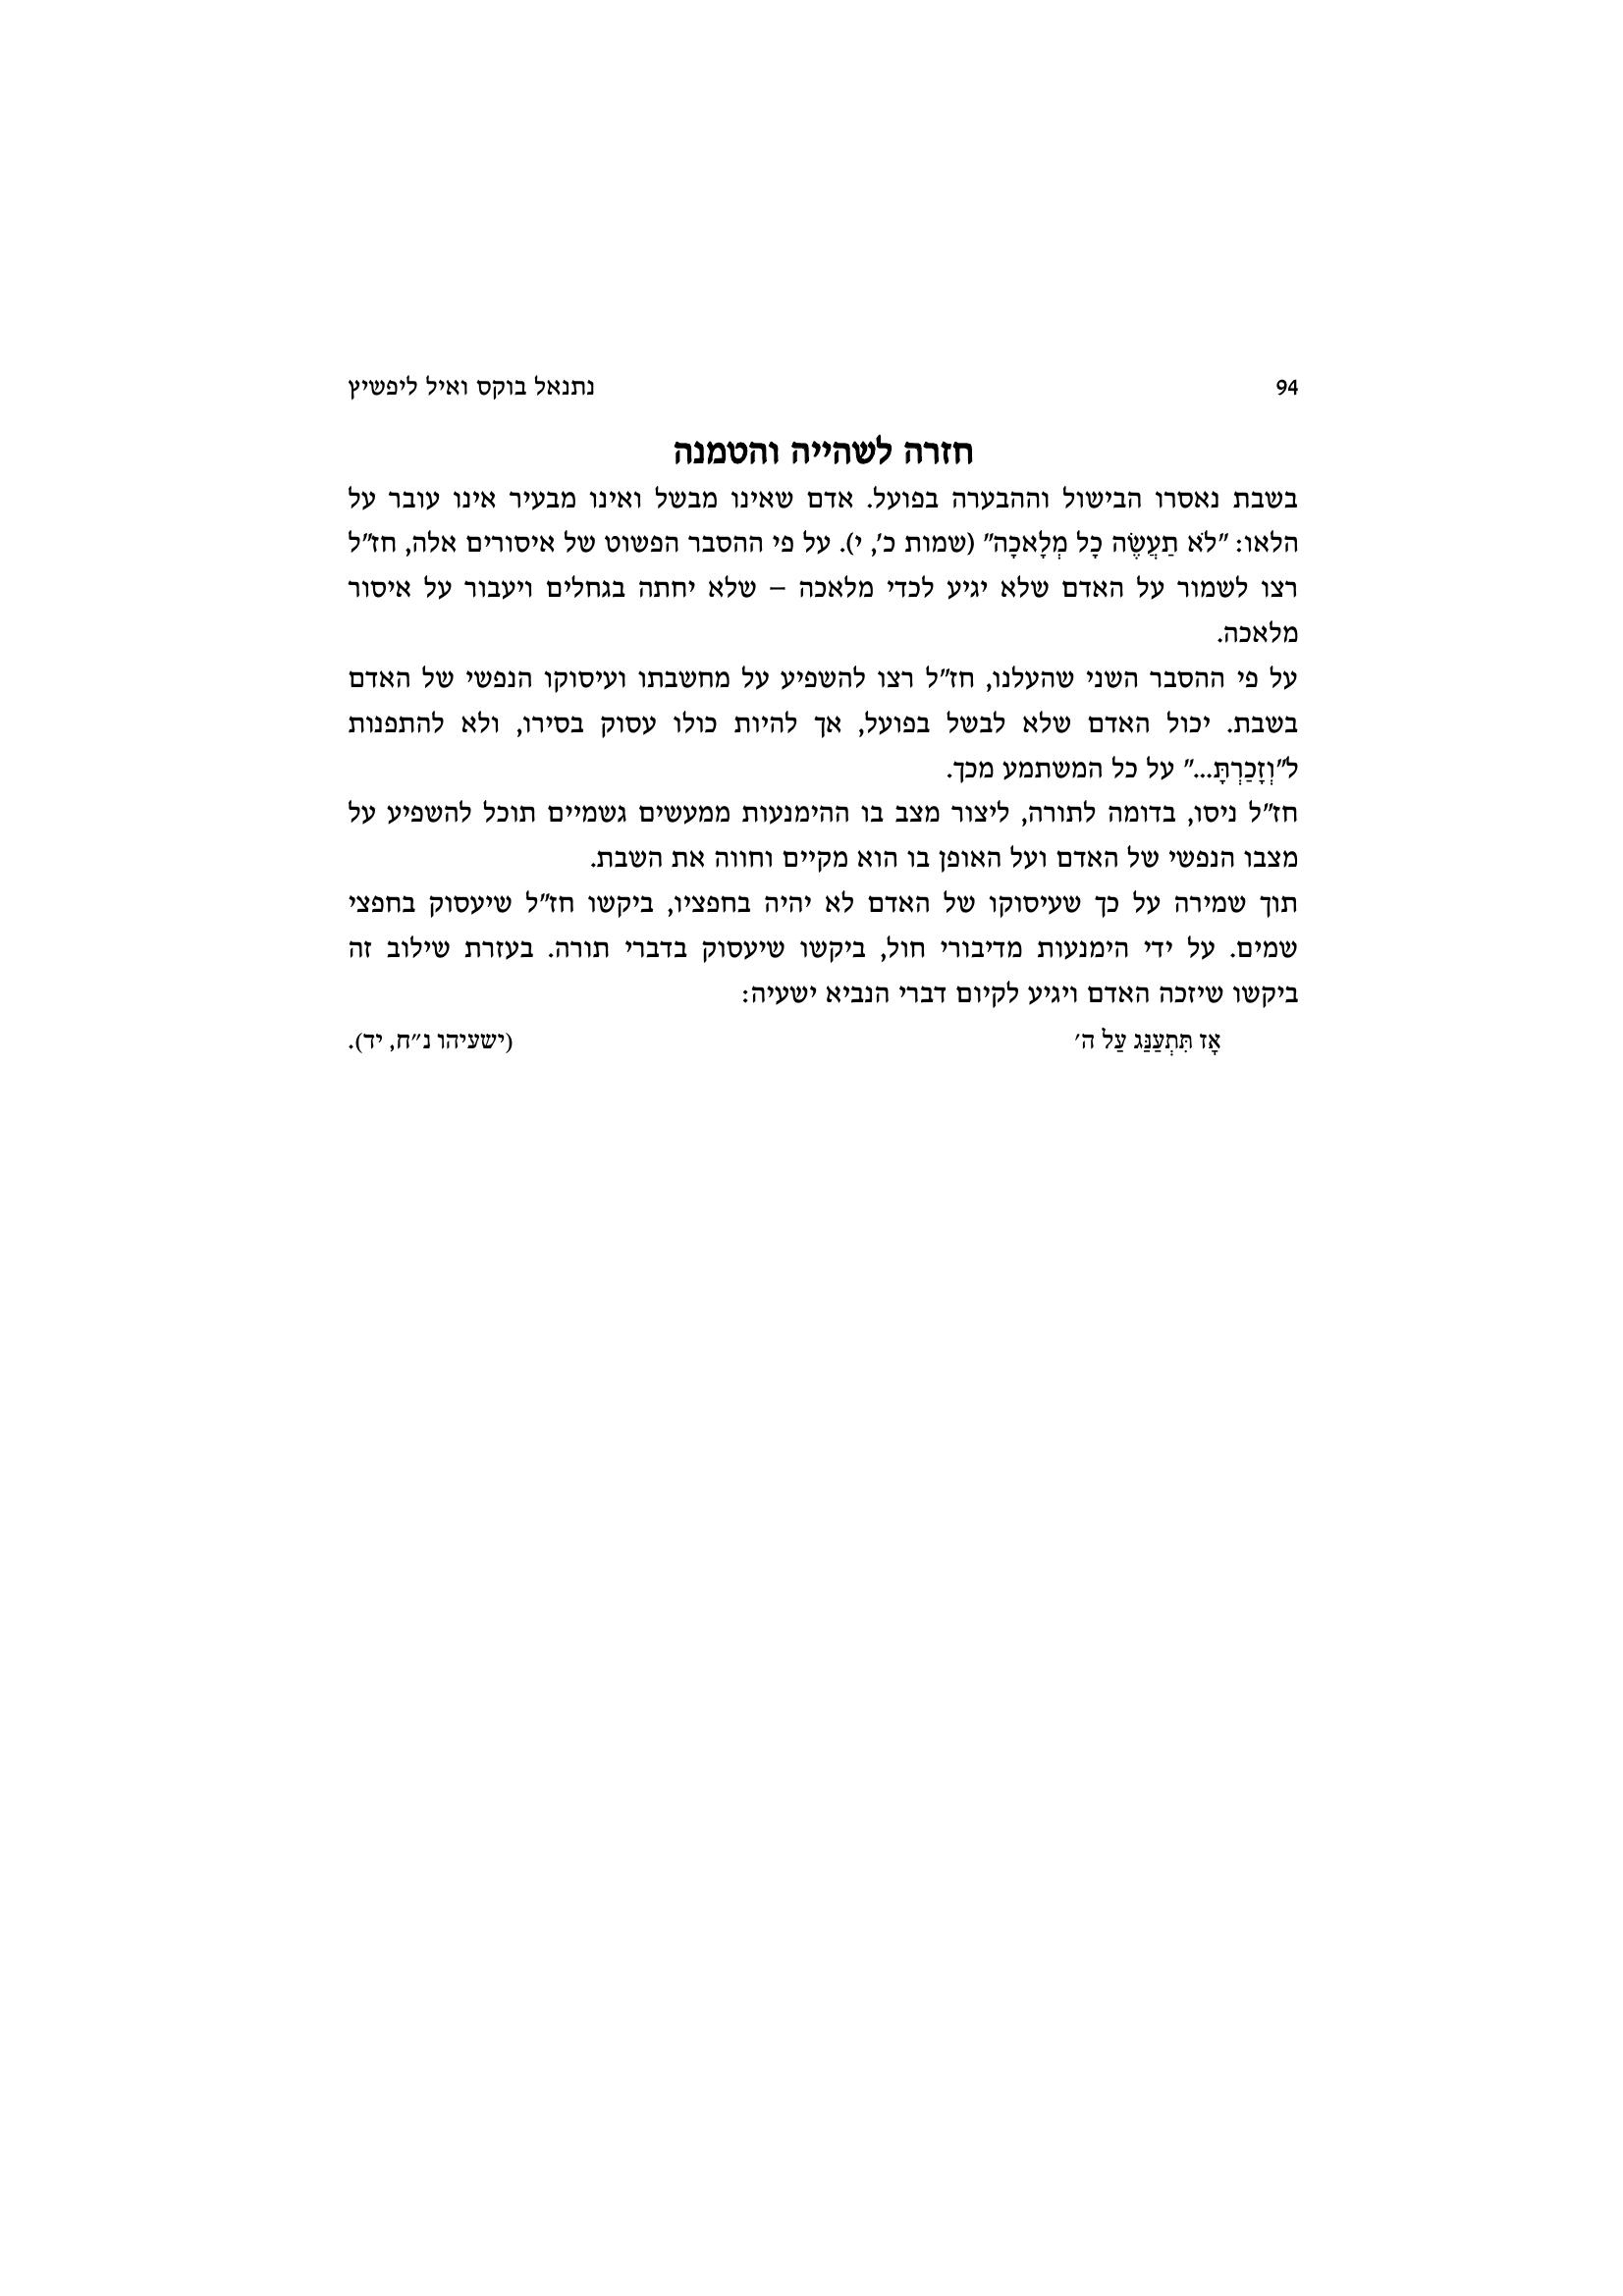 94 נתנאל בוקס ואיל ליפשיץ
חזרה לשהייה והטמנה
בשבת נאסרו הבישול וההבערה בפועל. אדם שאינו מבשל ואינו מבעיר אינו עובר על
הלאו: "לֹא תַעֲשֶׂה כָל מְלָאכָה" (שמות כ', י). על פי ההסבר הפשוט של איסורים אלה, חז"ל
רצו לשמור על האדם שלא יגיע לכדי מלאכה – שלא יחתה בגחלים ויעבור על איסור
מלאכה.
על פי ההסבר השני שהעלנו, חז"ל רצו להשפיע על מחשבתו ועיסוקו הנפשי של האדם
בשבת. יכול האדם שלא לבשל בפועל, אך להיות כולו עסוק בסירו, ולא להתפנות
ל"וְזָכַרְתָּ..." על כל המשתמע מכך.
חז"ל ניסו, בדומה לתורה, ליצור מצב בו ההימנעות ממעשים גשמיים תוכל להשפיע על
מצבו הנפשי של האדם ועל האופן בו הוא מקיים וחווה את השבת.
תוך שמירה על כך שעיסוקו של האדם לא יהיה בחפציו, ביקשו חז"ל שיעסוק בחפצי
שמים. על ידי הימנעות מדיבורי חול, ביקשו שיעסוק בדברי תורה. בעזרת שילוב זה
ביקשו שיזכה האדם ויגיע לקיום דברי הנביא ישעיה:
אָז תִּתְעַנַּג עַל ה' (ישעיהו נ״ח, יד).